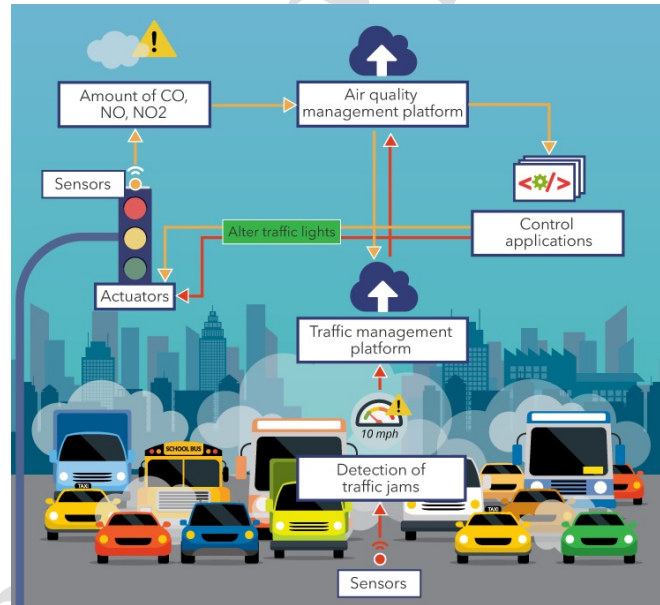 Amount of CO,
NO, NO2
Air quality
management platform
Sensors
</>
Control
applications
Alter traffic lights
Actuators
Traffic management
platform
10 mph
SCHOOL BUS
Detection of
traffic jams
TAXI
TAXI
Sensors